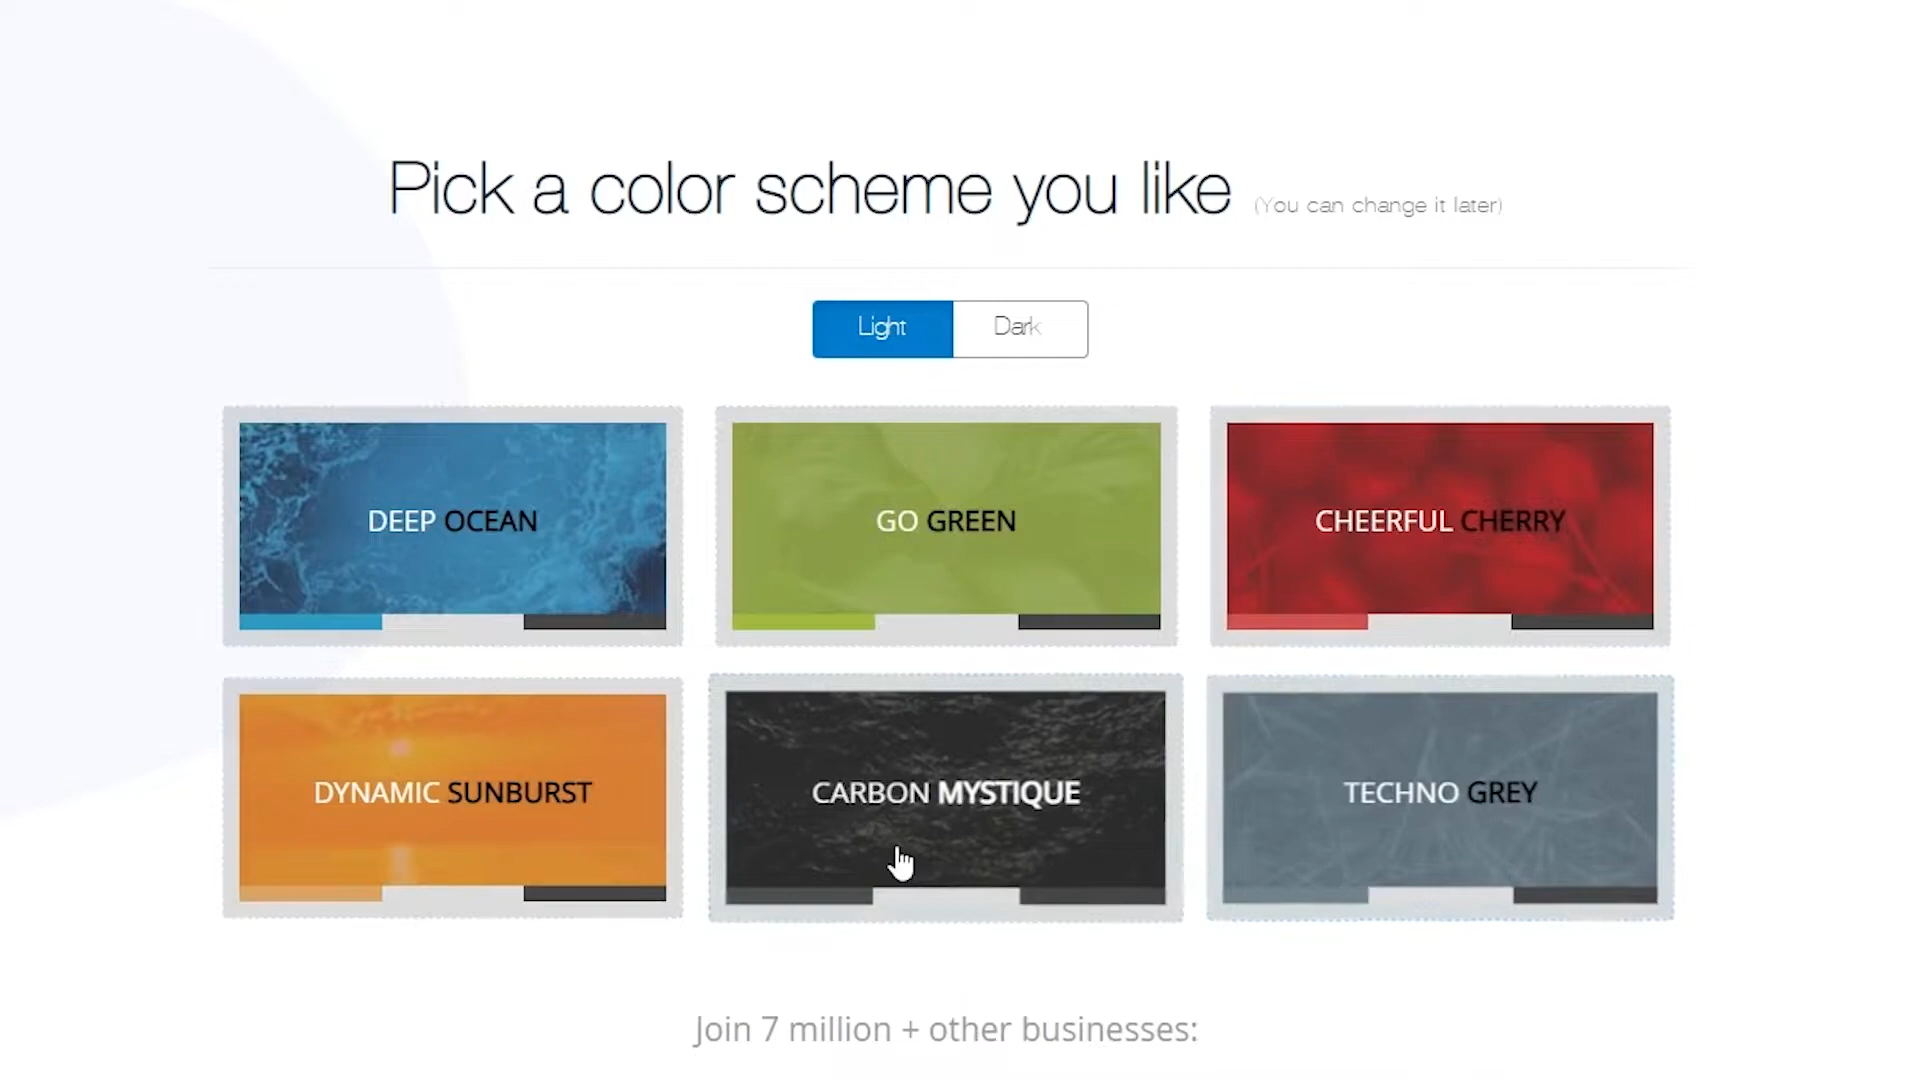 Pick a color scheme you like (You can change it later)
Light Dark
DEEP OCEAN
GO GREEN
CHEERFUL CHERRY
DYNAMIC SUNBURST
CARBON MYSTIQUE
TECHNO GREY
Join 7 million + other businesses: